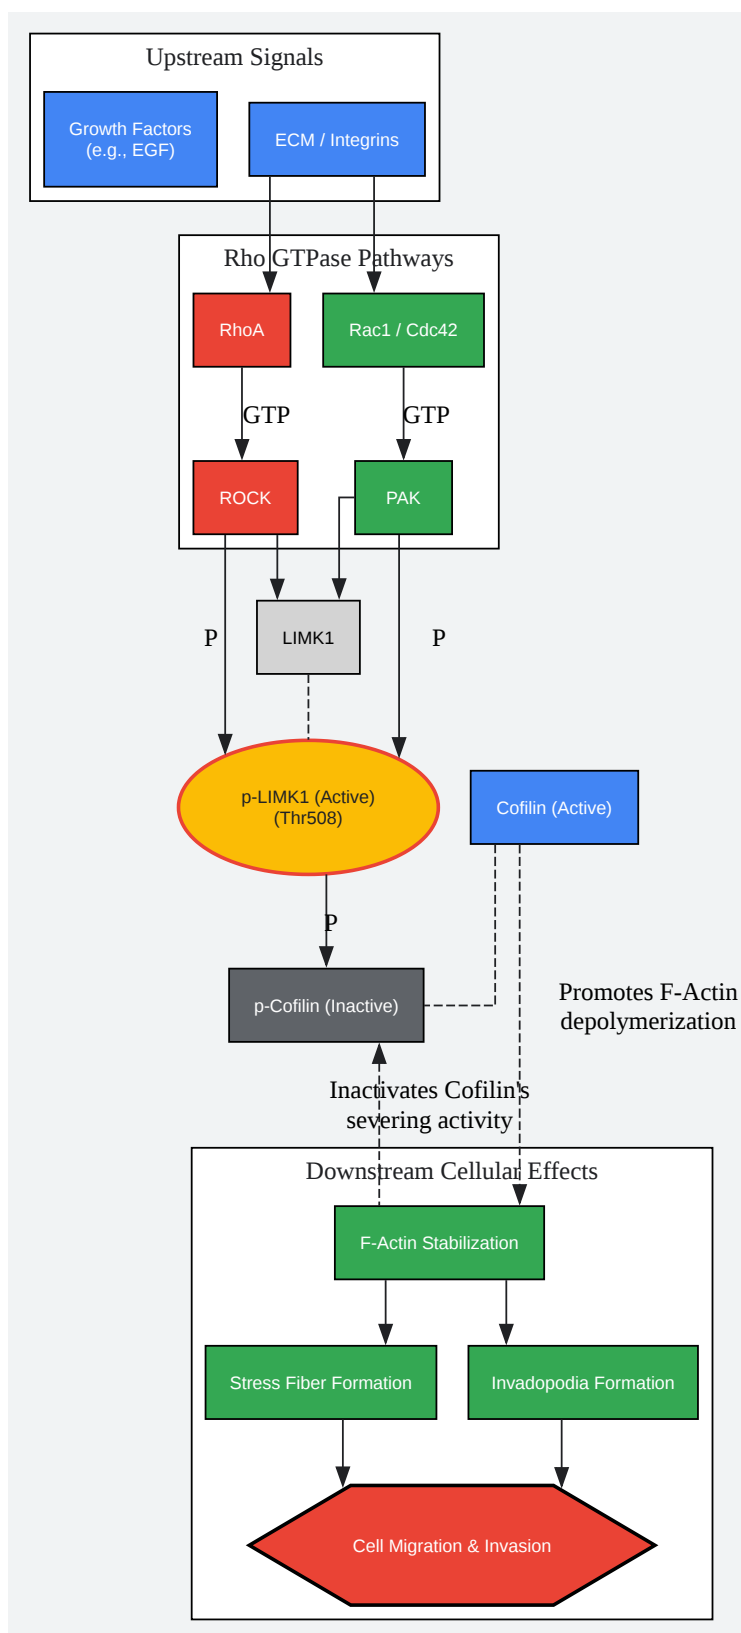 Upstream Signals
Growth Factors
(e.g., EGF)
ECM / Integrins
Rho GTPase Pathways
RhoA
Rac1 / Cdc42
GTP
GTP
ROCK
PAK
P
LIMK1
P
p-LIMK1 (Active)
(Thr508)
Cofilin (Active)
P
p-Cofilin (Inactive)
Promotes F-Actin
depolymerization
Inactivates Cofilin's
severing activity
Downstream Cellular Effects
F-Actin Stabilization
Stress Fiber Formation
Invadopodia Formation
Cell Migration & Invasion